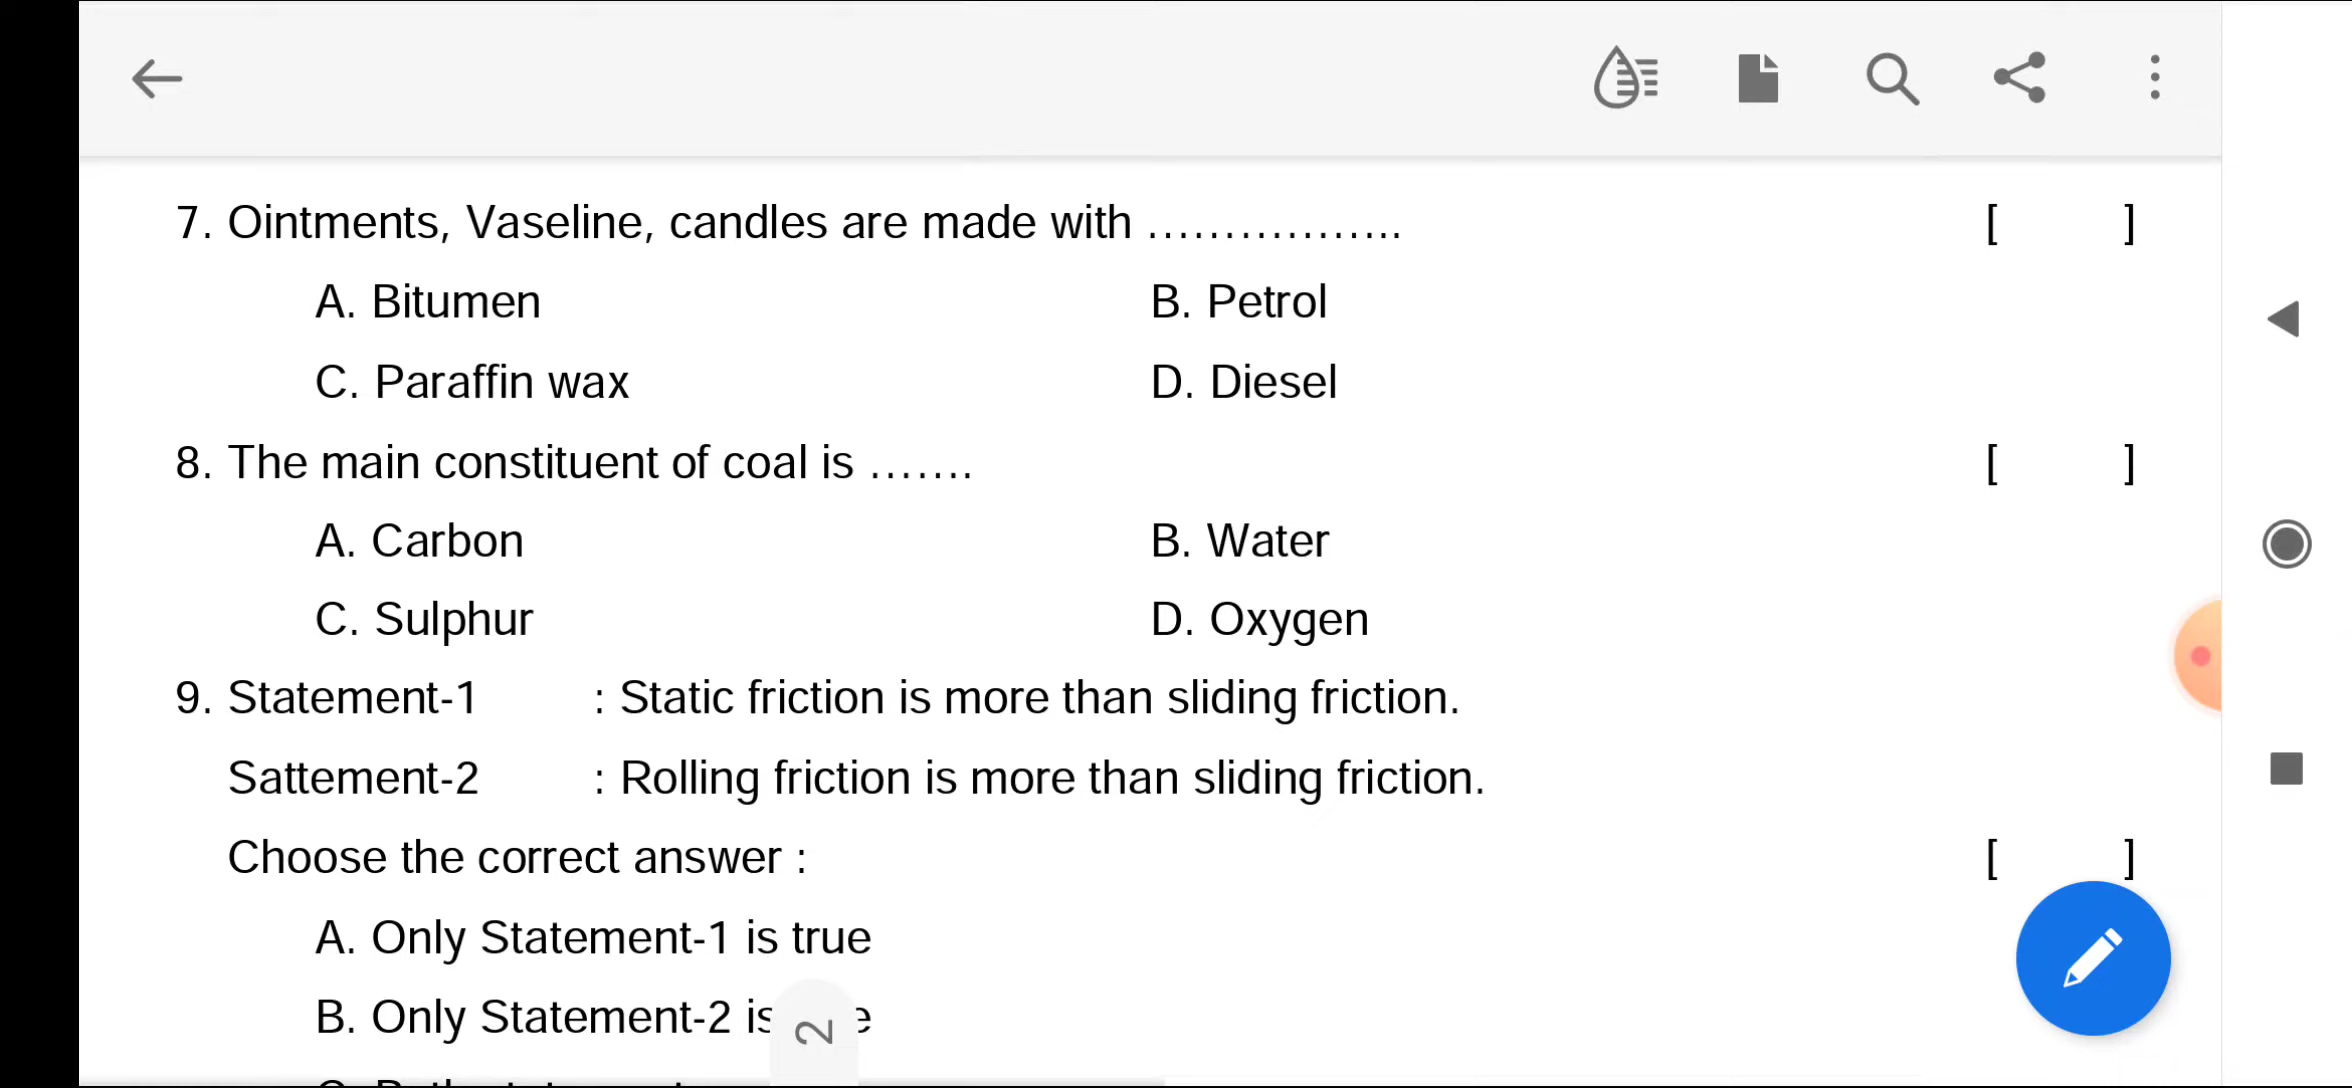 7. Ointments, Vaseline, candles are made with ................. [ ]
A. Bitumen B. Petrol
C. Paraffin wax D. Diesel
8. The main constituent of coal is ....... [ ]
A. Carbon B. Water
C. Sulphur D. Oxygen
9. Statement-1 : Static friction is more than sliding friction.
Sattement-2 : Rolling friction is more than sliding friction.
Choose the correct answer : [ ]
A. Only Statement-1 is true
B. Only Statement-2 is
2